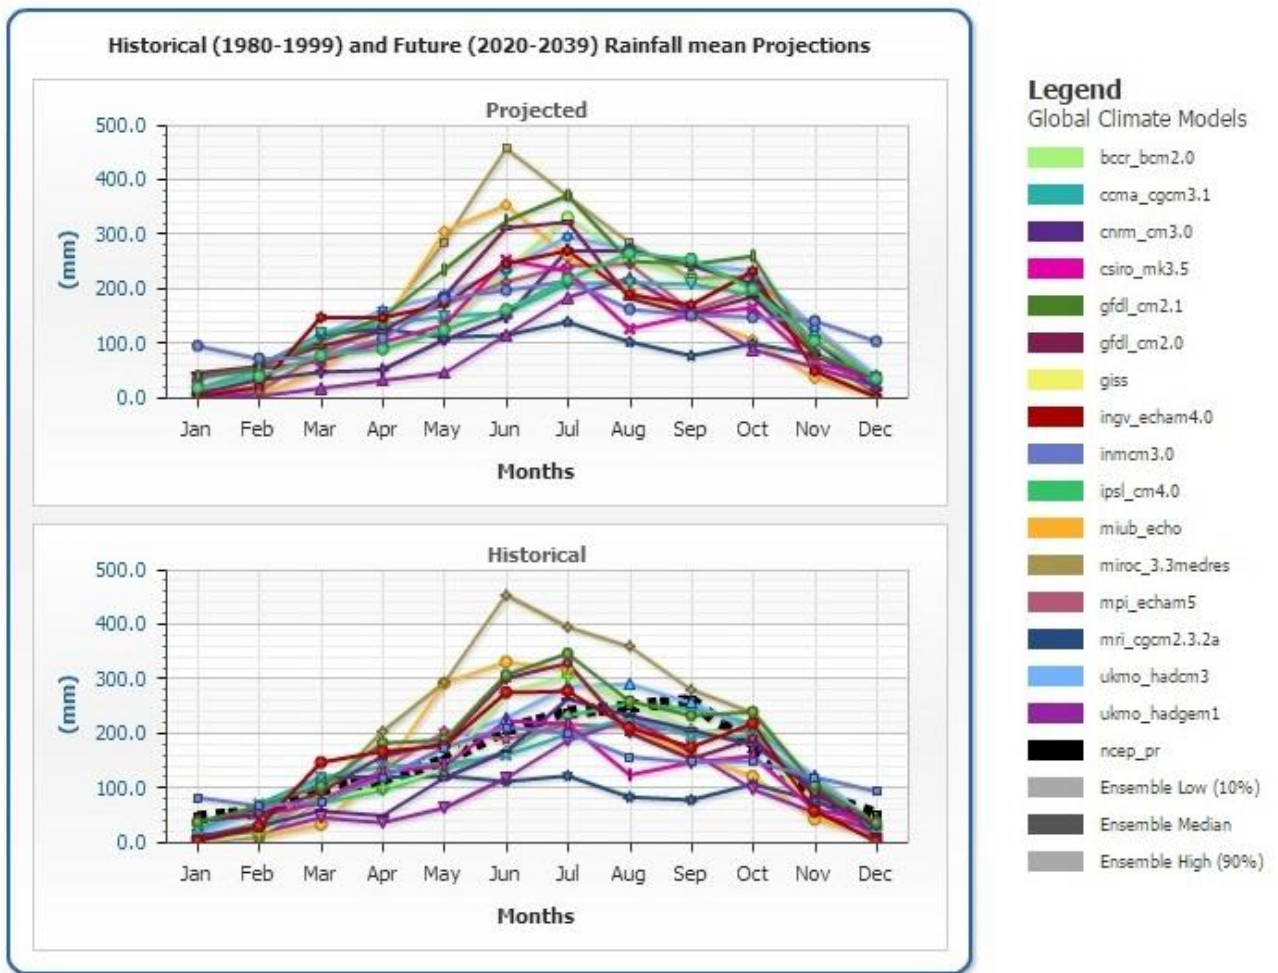 Historical (1980-1999) and Future (2020-2039) Rainfall mean Projections
Projected
500.0
400.0
300.0
200.0
100.0
0.0
(mm)
Jan Feb Mar Apr May Jun Jul Aug Sep Oct Nov Dec
Months
Historical
500.0
400.0
300.0
200.0
100.0
0.0
(mm)
Jan Feb Mar Apr May Jun Jul Aug Sep Oct Nov Dec
Months
Legend
Global Climate Models
bccr_bcm2.0
ccma_cgcm3.1
cnrm_cm3.0
csiro_mk3.5
gfdl_cm2.1
gfdl_cm2.0
giss
ingv_echam4.0
inmcm3.0
ipsl_cm4.0
miub_echo
miroc_3.3medres
mpi_echam5
mri_cgcm2.3.2a
ukmo_hadcm3
ukmo_hadgem1
ncep_pr
Ensemble Low (10%)
Ensemble Median
Ensemble High (90%)